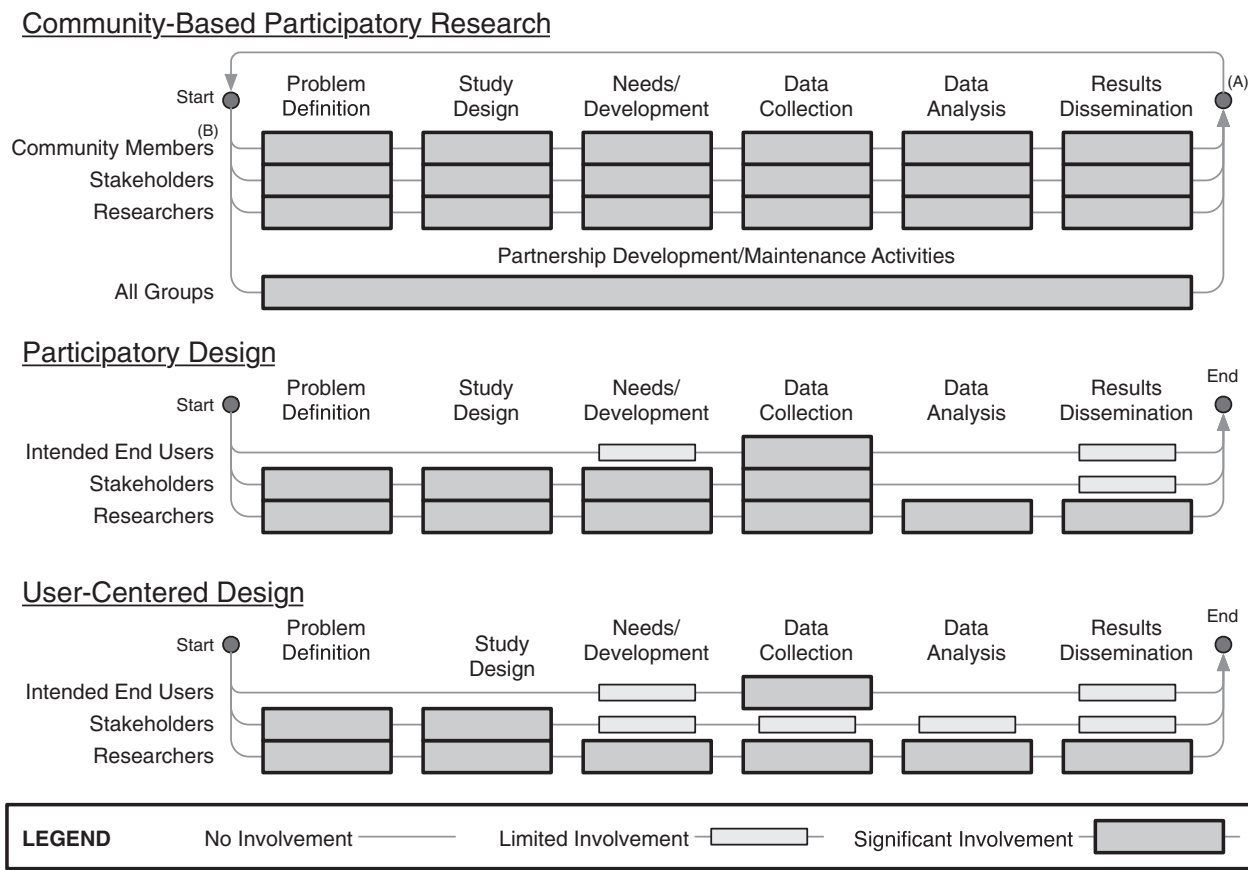 Community-Based Participatory Research
Start
Problem
Definition
Study
Design
Needs/
Development
Data
Collection
Data
Analysis
Results
Dissemination
(A)
(B)
Community Members
Stakeholders
Researchers
Partnership Development/Maintenance Activities
All Groups
Participatory Design
Start
Problem
Definition
Study
Design
Needs/
Development
Data
Collection
Data
Analysis
Results
Dissemination
End
Intended End Users
Stakeholders
Researchers
User-Centered Design
Start
Problem
Definition
Study
Design
Needs/
Development
Data
Collection
Data
Analysis
Results
Dissemination
End
Intended End Users
Stakeholders
Researchers
LEGEND No Involvement Limited Involvement Significant Involvement